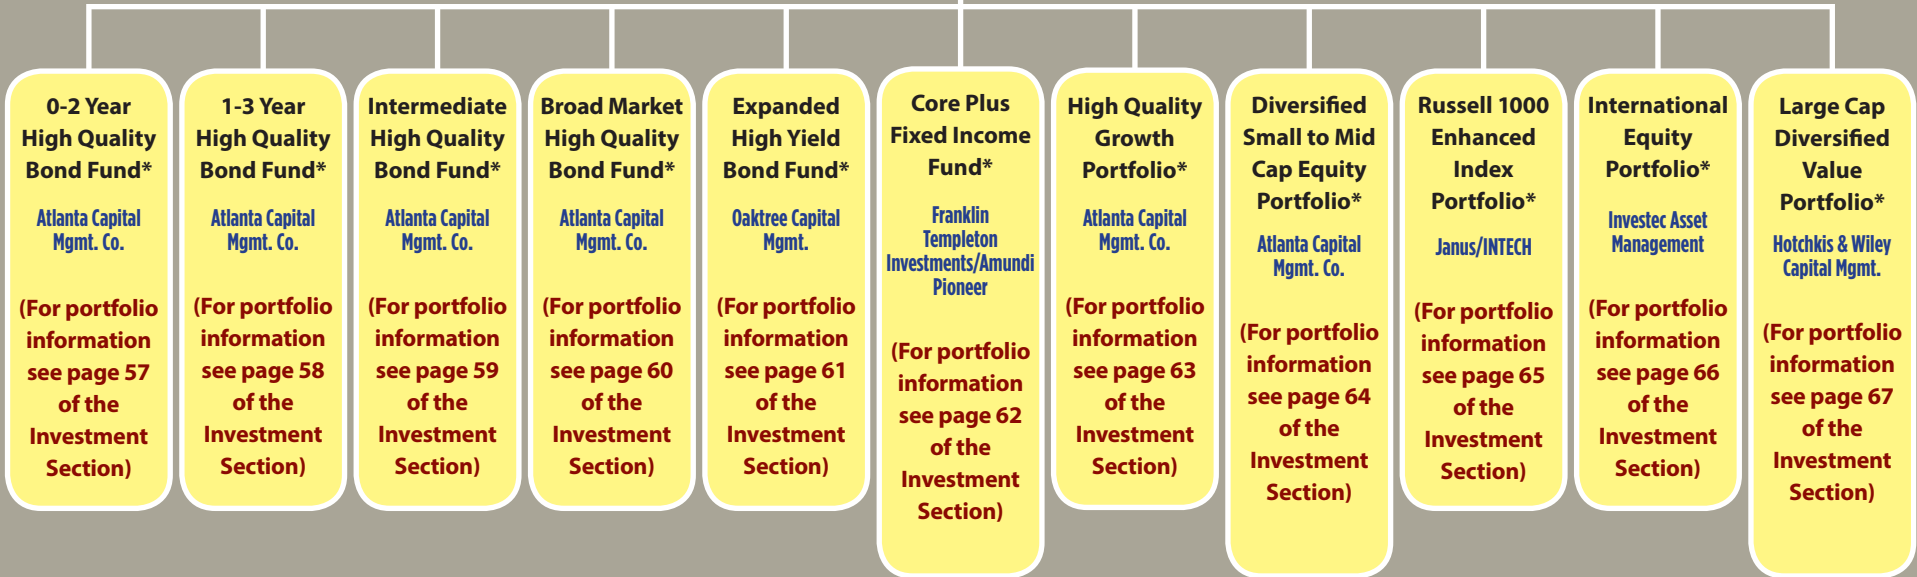 0-2 Year
High Quality
Bond Fund*
Atlanta Capital
Mgmt. Co.
(For portfolio
information
see page 57
of the
Investment
Section)
1-3 Year
High Quality
Bond Fund*
Atlanta Capital
Mgmt. Co.
(For portfolio
information
see page 58
of the
Investment
Section)
Intermediate
High Quality
Bond Fund*
Atlanta Capital
Mgmt. Co.
(For portfolio
information
see page 59
of the
Investment
Section)
Broad Market
High Quality
Bond Fund*
Atlanta Capital
Mgmt. Co.
(For portfolio
information
see page 60
of the
Investment
Section)
Expanded
High Yield
Bond Fund*
Oaktree Capital
Mgmt.
(For portfolio
information
see page 61
of the
Investment
Section)
Core Plus
Fixed Income
Fund*
Franklin
Templeton
Investments/Amundi
Pioneer
(For portfolio
information
see page 62
of the
Investment
Section)
High Quality
Growth
Portfolio*
Atlanta Capital
Mgmt. Co.
(For portfolio
information
see page 63
of the
Investment
Section)
Diversified
Small to Mid
Cap Equity
Portfolio*
Atlanta Capital
Mgmt. Co.
(For portfolio
information
see page 64
of the
Investment
Section)
Russell 1000
Enhanced
Index
Portfolio*
Janus/INTECH
(For portfolio
information
see page 65
of the
Investment
Section)
International
Equity
Portfolio*
Investec Asset
Management
(For portfolio
information
see page 66
of the
Investment
Section)
Large Cap
Diversified
Value
Portfolio*
Hotchkis & Wiley
Capital Mgmt.
(For portfolio
information
see page 67
of the
Investment
Section)